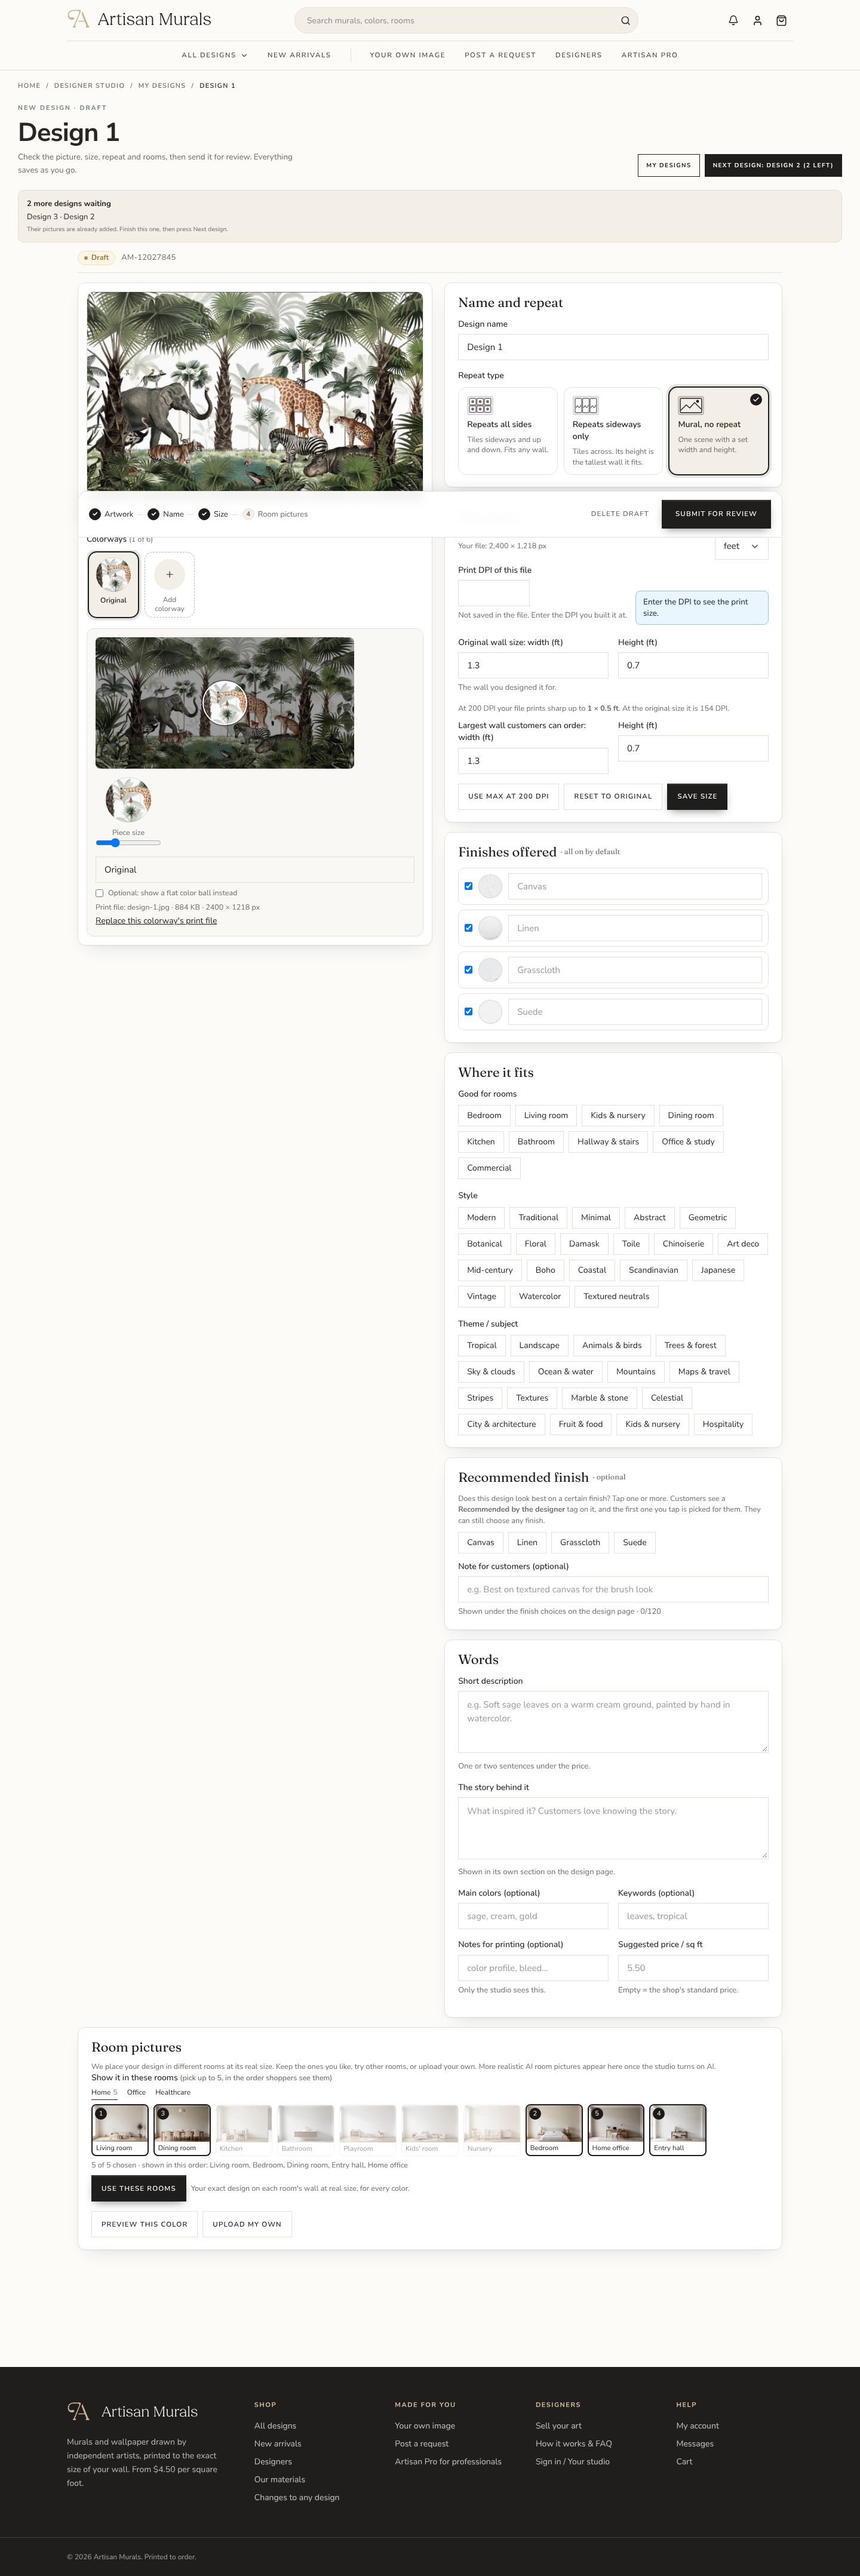 Artisan Murals
Search murals, colors, rooms
ALL DESIGNS
NEW ARRIVALS
YOUR OWN IMAGE
POST A REQUEST
DESIGNERS
ARTISAN PRO
HOME / DESIGNER STUDIO / MY DESIGNS / DESIGN 1
NEW DESIGN · DRAFT
Design 1
Check the picture, size, repeat and rooms, then send it for review. Everything
saves as you go.
MY DESIGNS
NEXT DESIGN: DESIGN 2 (2 LEFT)
2 more designs waiting
Design 3 · Design 2
Their pictures are already added. Finish this one, then press Next design.
Draft
AM-12027845
Name and repeat
Design name
Design 1
Repeat type
Repeats all sides
Tiles sideways and up
and down. Fits any wall.
Repeats sideways
only
Tiles across. Its height is
the tallest wall it fits.
Mural, no repeat
One scene with a set
width and height.
Artwork
Name
Size
4 Room pictures
DELETE DRAFT
SUBMIT FOR REVIEW
Colorways (1 of 6)
Original
+
Add
colorway
Piece size
Original
Optional: show a flat color ball instead
Print file: design-1.jpg · 884 KB · 2400 × 1218 px
Replace this colorway's print file
Your file: 2,400 × 1,218 px
feet
Print DPI of this file
Not saved in the file. Enter the DPI you built it at.
Enter the DPI to see the print
size.
Original wall size: width (ft)
1.3
Height (ft)
0.7
The wall you designed it for.
At 200 DPI your file prints sharp up to 1 × 0.5 ft. At the original size it is 154 DPI.
Largest wall customers can order:
width (ft)
1.3
Height (ft)
0.7
USE MAX AT 200 DPI
RESET TO ORIGINAL
SAVE SIZE
Finishes offered · all on by default
Canvas
Linen
Grasscloth
Suede
Where it fits
Good for rooms
Bedroom
Living room
Kids & nursery
Dining room
Kitchen
Bathroom
Hallway & stairs
Office & study
Commercial
Style
Modern
Traditional
Minimal
Abstract
Geometric
Botanical
Floral
Damask
Toile
Chinoiserie
Art deco
Mid-century
Boho
Coastal
Scandinavian
Japanese
Vintage
Watercolor
Textured neutrals
Theme / subject
Tropical
Landscape
Animals & birds
Trees & forest
Sky & clouds
Ocean & water
Mountains
Maps & travel
Stripes
Textures
Marble & stone
Celestial
City & architecture
Fruit & food
Kids & nursery
Hospitality
Recommended finish · optional
Does this design look best on a certain finish? Tap one or more. Customers see a
Recommended by the designer tag on it, and the first one you tap is picked for them. They
can still choose any finish.
Canvas
Linen
Grasscloth
Suede
Note for customers (optional)
e.g. Best on textured canvas for the brush look
Shown under the finish choices on the design page · 0/120
Words
Short description
e.g. Soft sage leaves on a warm cream ground, painted by hand in
watercolor.
One or two sentences under the price.
The story behind it
What inspired it? Customers love knowing the story.
Shown in its own section on the design page.
Main colors (optional)
sage, cream, gold
Keywords (optional)
leaves, tropical
Notes for printing (optional)
color profile, bleed...
Only the studio sees this.
Suggested price / sq ft
5.50
Empty = the shop's standard price.
Room pictures
We place your design in different rooms at its real size. Keep the ones you like, try other rooms, or upload your own. More realistic AI room pictures appear here once the studio turns on AI.
Show it in these rooms (pick up to 5, in the order shoppers see them)
Home 5
Office
Healthcare
1 Living room
3 Dining room
Kitchen
Bathroom
Playroom
Kids' room
Nursery
2 Bedroom
5 Home office
4 Entry hall
5 of 5 chosen · shown in this order: Living room, Bedroom, Dining room, Entry hall, Home office
USE THESE ROOMS
Your exact design on each room's wall at real size, for every color.
PREVIEW THIS COLOR
UPLOAD MY OWN
Artisan Murals
Murals and wallpaper drawn by
independent artists, printed to the exact
size of your wall. From $4.50 per square
foot.
SHOP
All designs
New arrivals
Designers
Our materials
Changes to any design
MADE FOR YOU
Your own image
Post a request
Artisan Pro for professionals
DESIGNERS
Sell your art
How it works & FAQ
Sign in / Your studio
HELP
My account
Messages
Cart
© 2026 Artisan Murals. Printed to order.